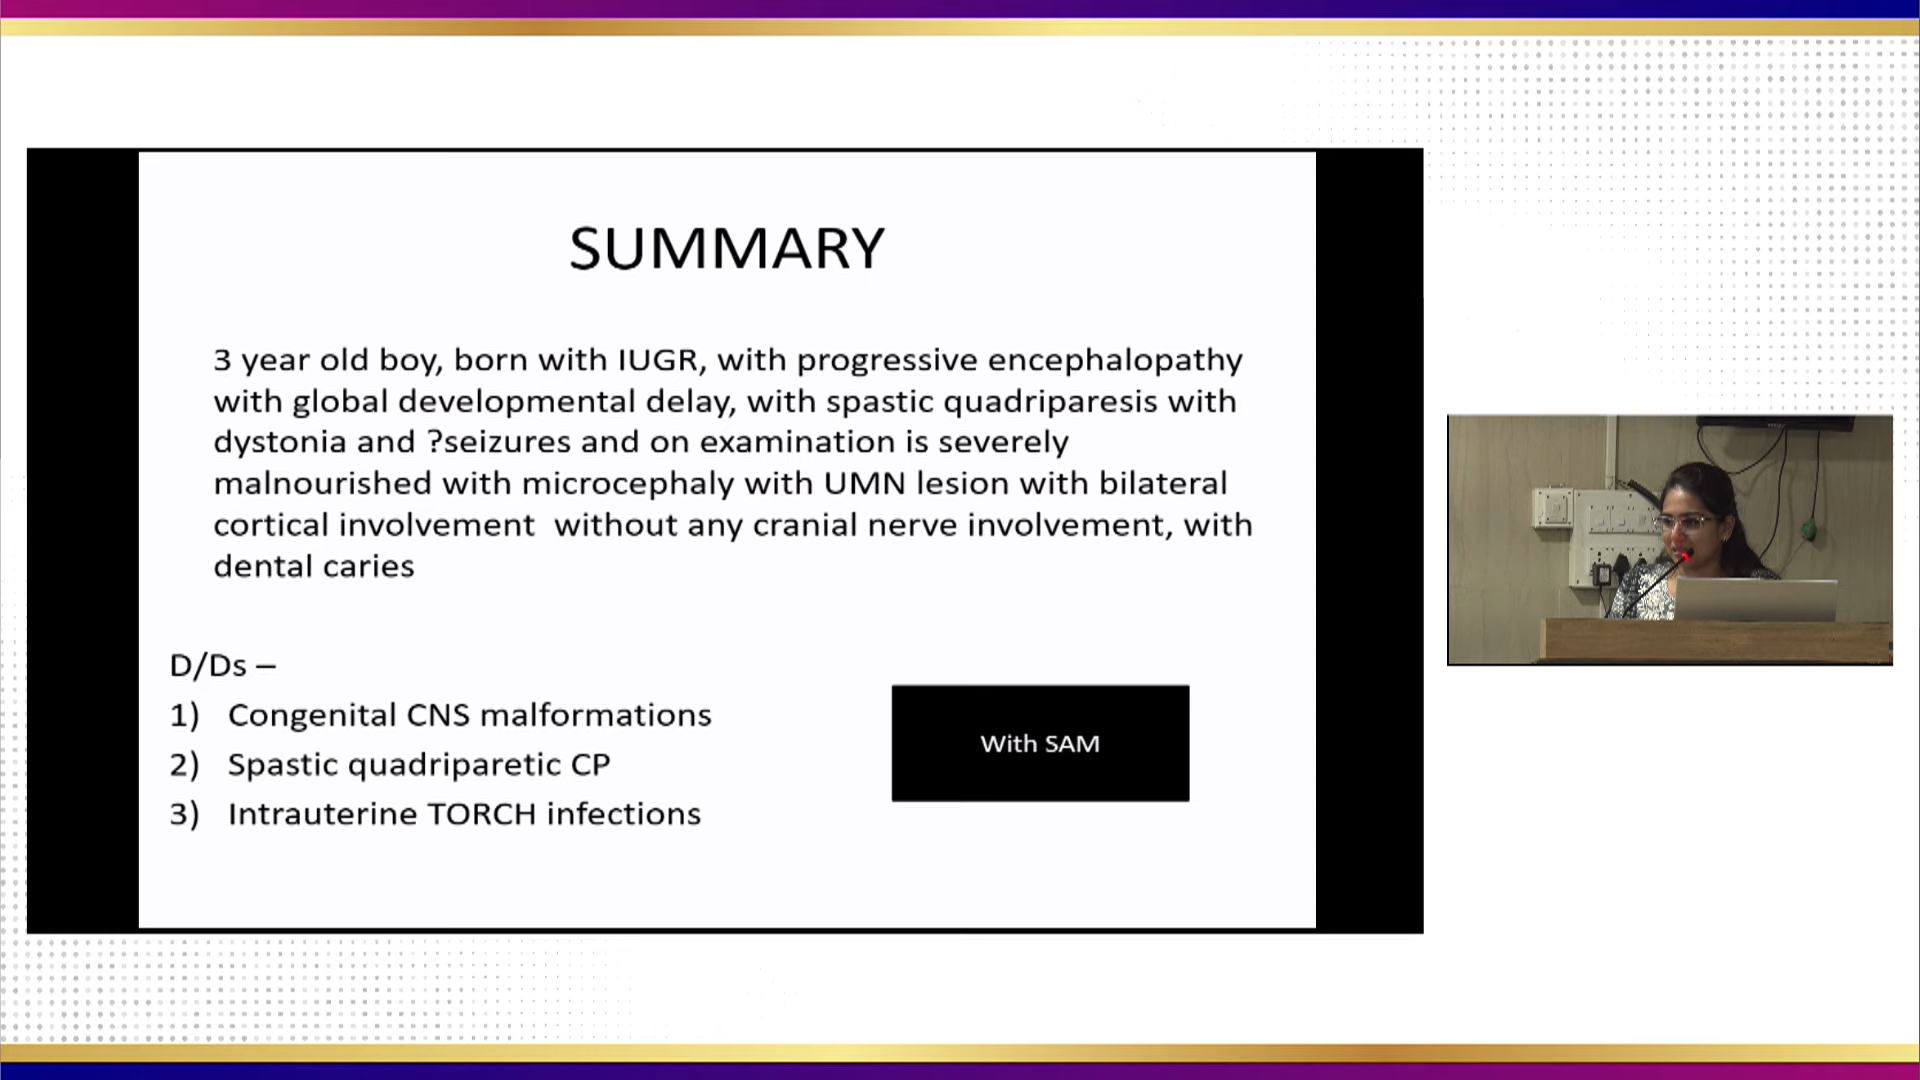 SUMMARY
3 year old boy, born with IUGR, with progressive encephalopathy
with global developmental delay, with spastic quadriparesis with
dystonia and ?seizures and on examination is severely
malnourished with microcephaly with UMN lesion with bilateral
cortical involvement without any cranial nerve involvement, with
dental caries
D/Ds –
1) Congenital CNS malformations
2) Spastic quadriparetic CP
3) Intrauterine TORCH infections
With SAM